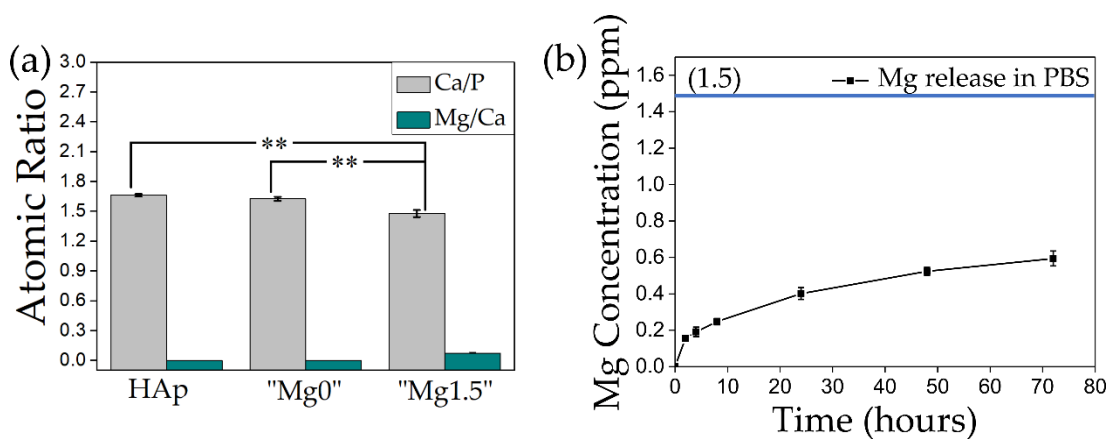 (a)
Atomic Ratio
3.0
2.7
2.4
2.1
1.8
1.5
1.2
0.9
0.6
0.3
0.0
Ca/P
Mg/Ca
**
**
HAp
"Mg0"
"Mg1.5"
(b)
Mg Concentration (ppm)
1.6
1.4
1.2
1.0
0.8
0.6
0.4
0.2
0.0
(1.5)
Mg release in PBS
0 10 20 30 40 50 60 70 80
Time (hours)